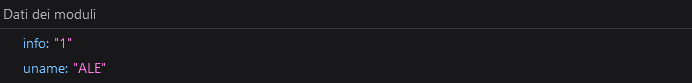 Dati dei moduli
info: "1"
uname: "ALE"